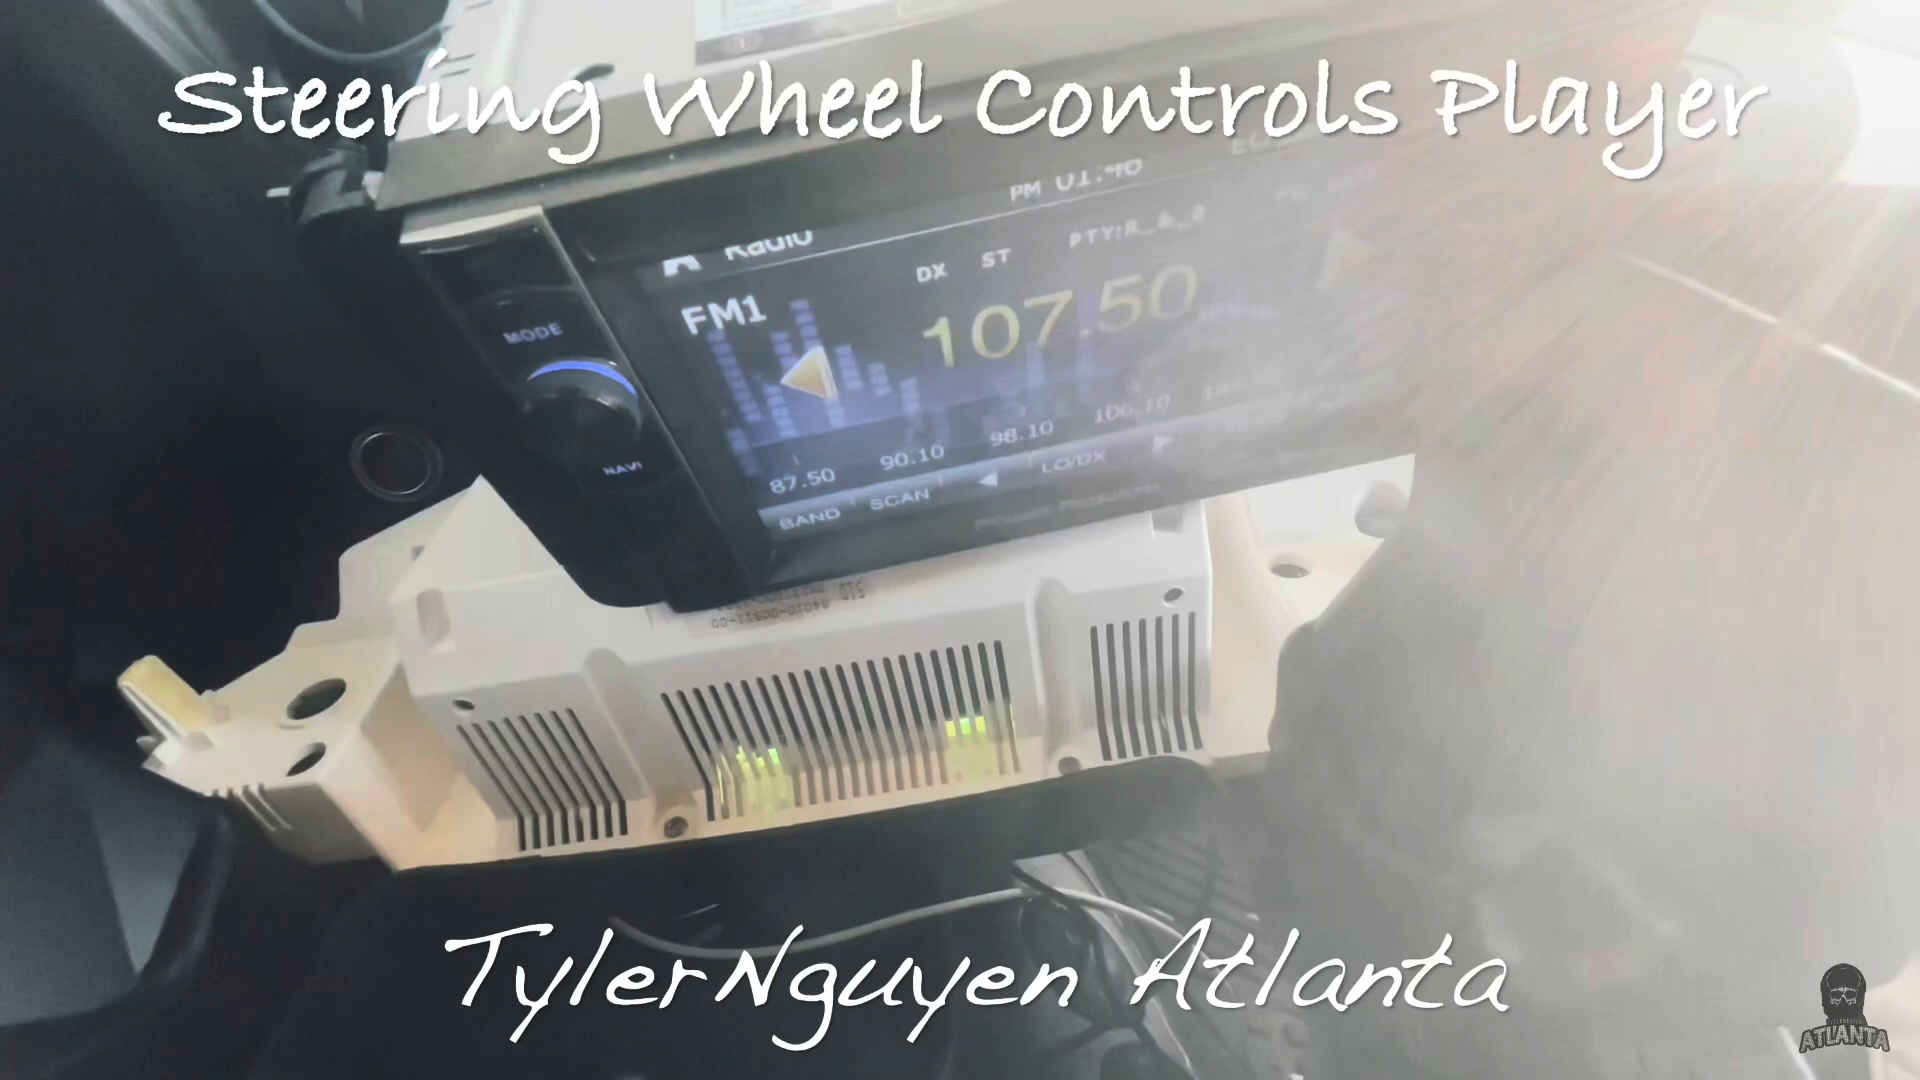 Steering Wheel Controls Player
PM 01:40
Radio
DX ST PTY:
FM1
107.50
MODE
87.50 90.10 98.10 106.10
NAVI
BAND SCAN LO/DX
TylerNguyen Atlanta
ATLANTA